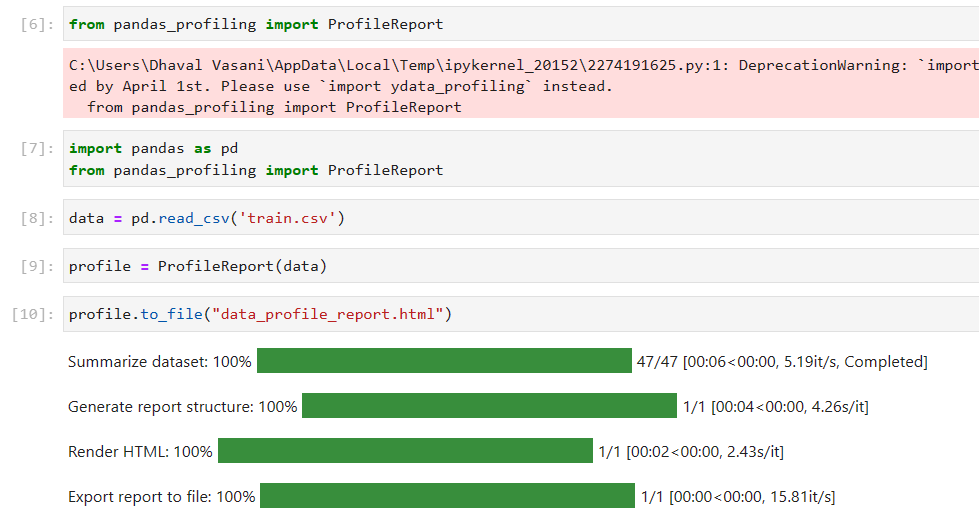 [6]: from pandas_profiling import ProfileReport
C:\Users\Dhaval Vasani\AppData\Local\Temp\ipykernel_20152\2274191625.py:1: DeprecationWarning: `import
ed by April 1st. Please use `import ydata_profiling` instead.
  from pandas_profiling import ProfileReport
[7]: import pandas as pd
from pandas_profiling import ProfileReport
[8]: data = pd.read_csv('train.csv')
[9]: profile = ProfileReport(data)
[10]: profile.to_file("data_profile_report.html")
Summarize dataset: 100% 47/47 [00:06<00:00, 5.19it/s, Completed]
Generate report structure: 100% 1/1 [00:04<00:00, 4.26s/it]
Render HTML: 100% 1/1 [00:02<00:00, 2.43s/it]
Export report to file: 100% 1/1 [00:00<00:00, 15.81it/s]